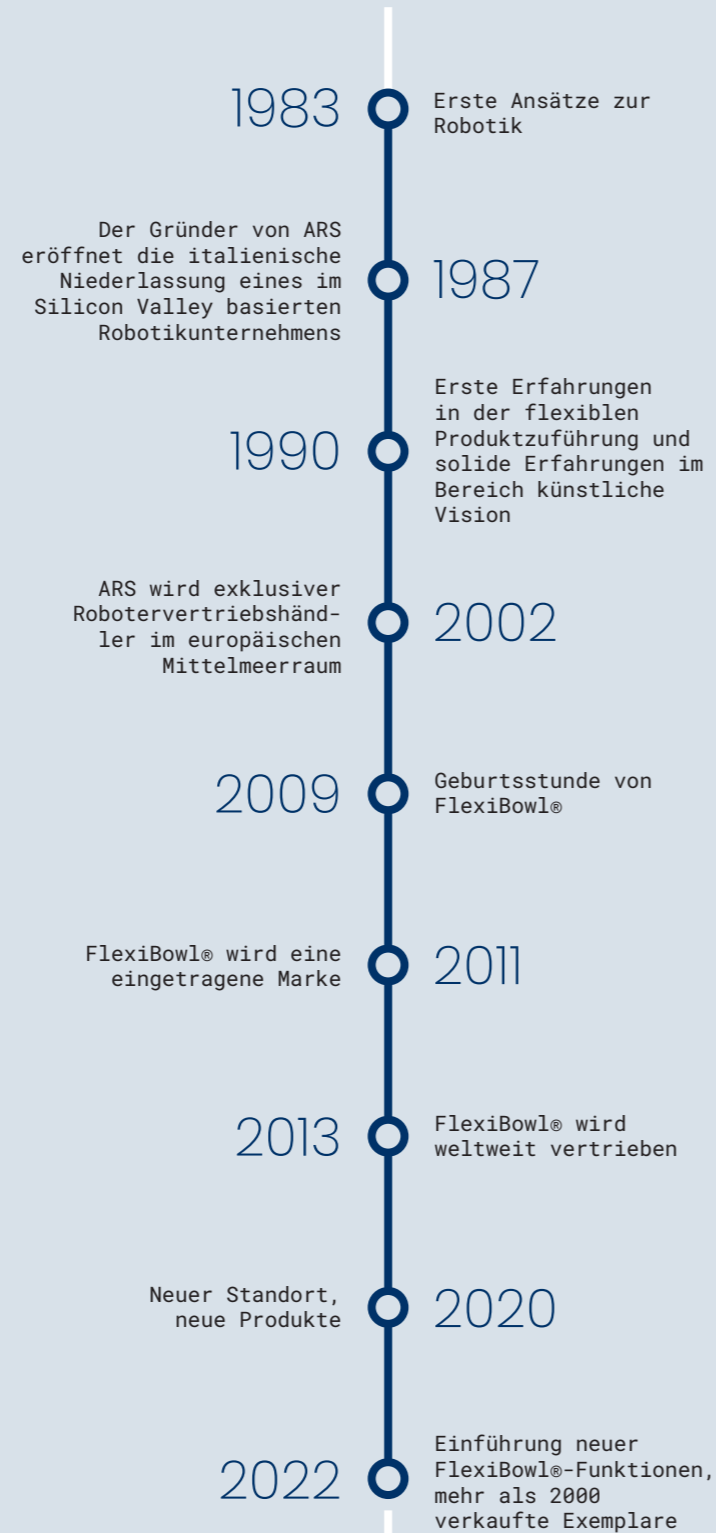 1983
Erste Ansätze zur
Robotik
Der Gründer von ARS
eröffnet die italienische
Niederlassung eines im
Silicon Valley basierten
Robotikunternehmens
1987
1990
Erste Erfahrungen
in der flexiblen
Produktzuführung und
solide Erfahrungen im
Bereich künstliche
Vision
ARS wird exklusiver
Robotervertriebshänd-
ler im europäischen
Mittelmeerraum
2002
2009
Geburtsstunde von
FlexiBowl®
FlexiBowl® wird eine
eingetragene Marke
2011
2013
FlexiBowl® wird
weltweit vertrieben
Neuer Standort,
neue Produkte
2020
2022
Einführung neuer
FlexiBowl®-Funktionen,
mehr als 2000
verkaufte Exemplare